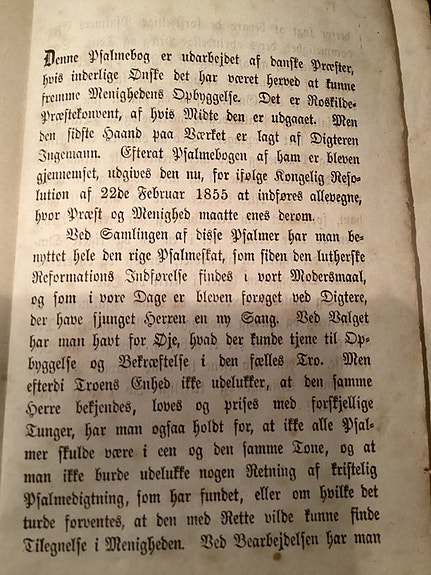 Denne Psalmebog er udarbejdet af danske Præster,
hvis inderlige Ønske det har været herved at kunne
fremme Menighedens Opbyggelse. Det er Roskilde-
Præstekonvent, af hvis Midte den er udgaaet. Men
den sidste Haand paa Værket er lagt af Digteren
Ingemann. Efterat Psalmebogen af ham er bleven
gjennemset, udgives den nu, for ifølge Kongelig Reso-
lution af 22de Februar 1855 at indføres allevegne,
hvor Præst og Menighed maatte enes derom.
Ved Samlingen af disse Psalmer har man be-
nyttet hele den rige Psalmeskat, som siden den lutherske
Reformations Indførelse findes i vort Modersmaal,
og som i vore Dage er bleven forøget ved Digtere,
der have sjunget Herren en ny Sang. Ved Valget
har man havt for Øje, hvad der kunde tjene til Op-
byggelse og Bekræftelse i den fælles Tro. Men
efterdi Troens Enhed ikke udelukker, at den samme
Herre bekjendes, loves og prises med forskjellige
Tunger, har man ogsaa holdt for, at ikke alle Psal-
mer skulde være i een og den samme Tone, og at
man ikke burde udelukke nogen Retning af kristelig
Psalmedigtning, som har fundet, eller om hvilke det
turde forventes, at den med Rette vilde kunne finde
Tilegnelse i Menigheden. Ved Bearbejdelsen har man